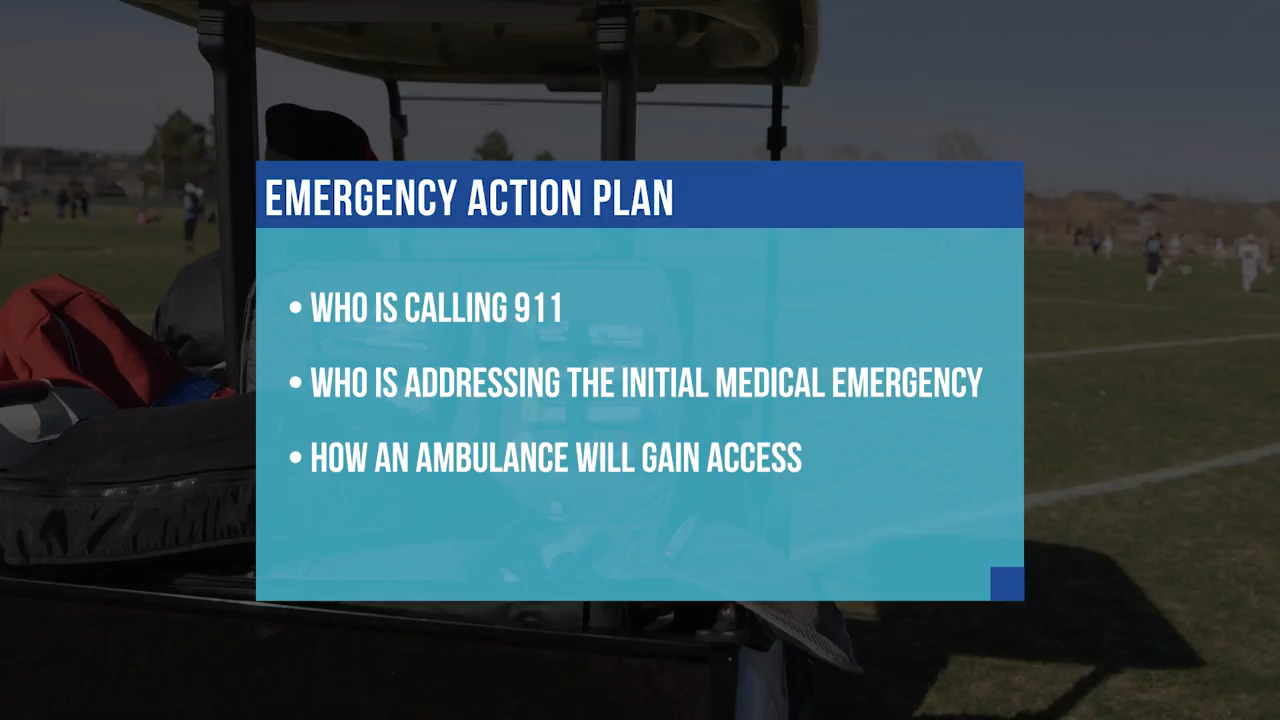 EMERGENCY ACTION PLAN
• WHO IS CALLING 911
• WHO IS ADDRESSING THE INITIAL MEDICAL EMERGENCY
• HOW AN AMBULANCE WILL GAIN ACCESS